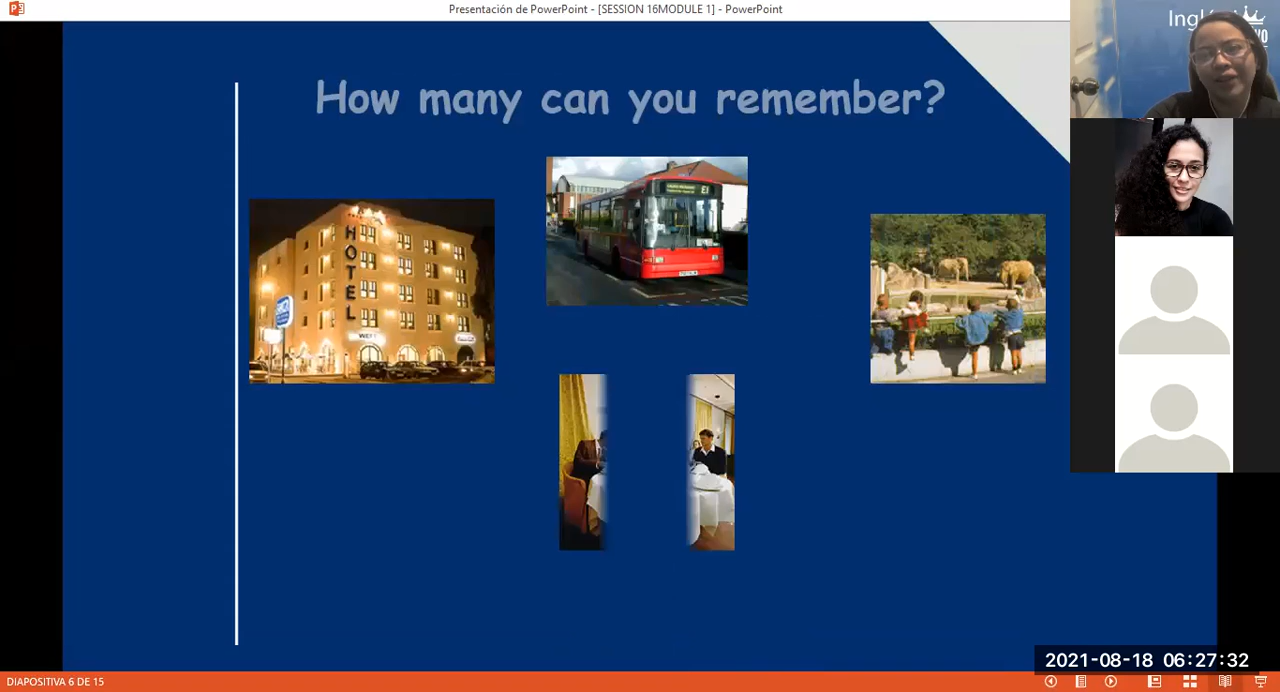 Presentación de PowerPoint - [SESSION 16MODULE 1] - PowerPoint
How many can you remember?
HOTEL
E1
2021-08-18 06:27:32
DIAPOSITIVA 6 DE 15